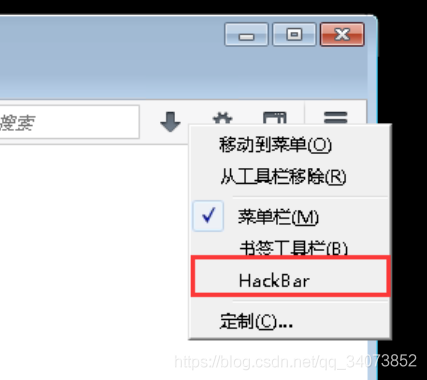 搜索
移动到菜单(O)
从工具栏移除(R)
菜单栏(M)
书签工具栏(B)
HackBar
定制(C)...
https://blog.csdn.net/qq_34073852